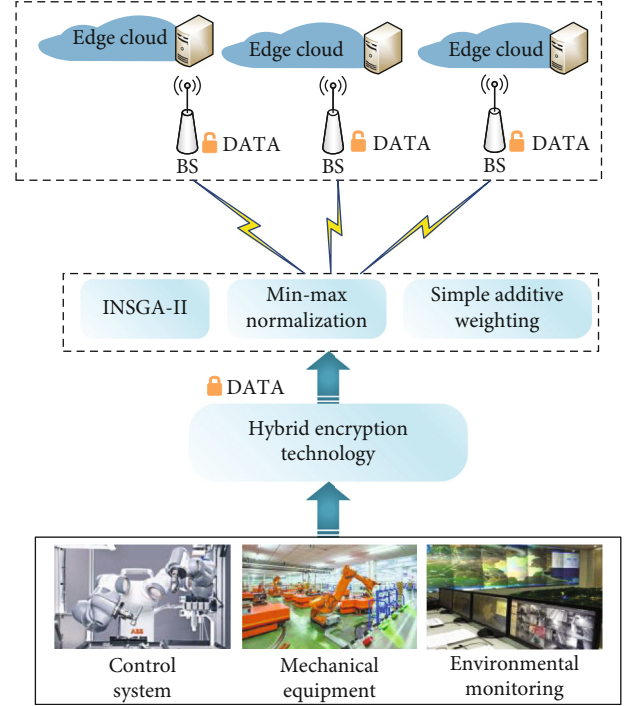 Edge cloud
Edge cloud
Edge cloud
DATA
DATA
DATA
BS
BS
BS
INSGA-II
Min-max
normalization
Simple additive
weighting
DATA
Hybrid encryption
technology
ABB
Control
system
Mechanical
equipment
Environmental
monitoring